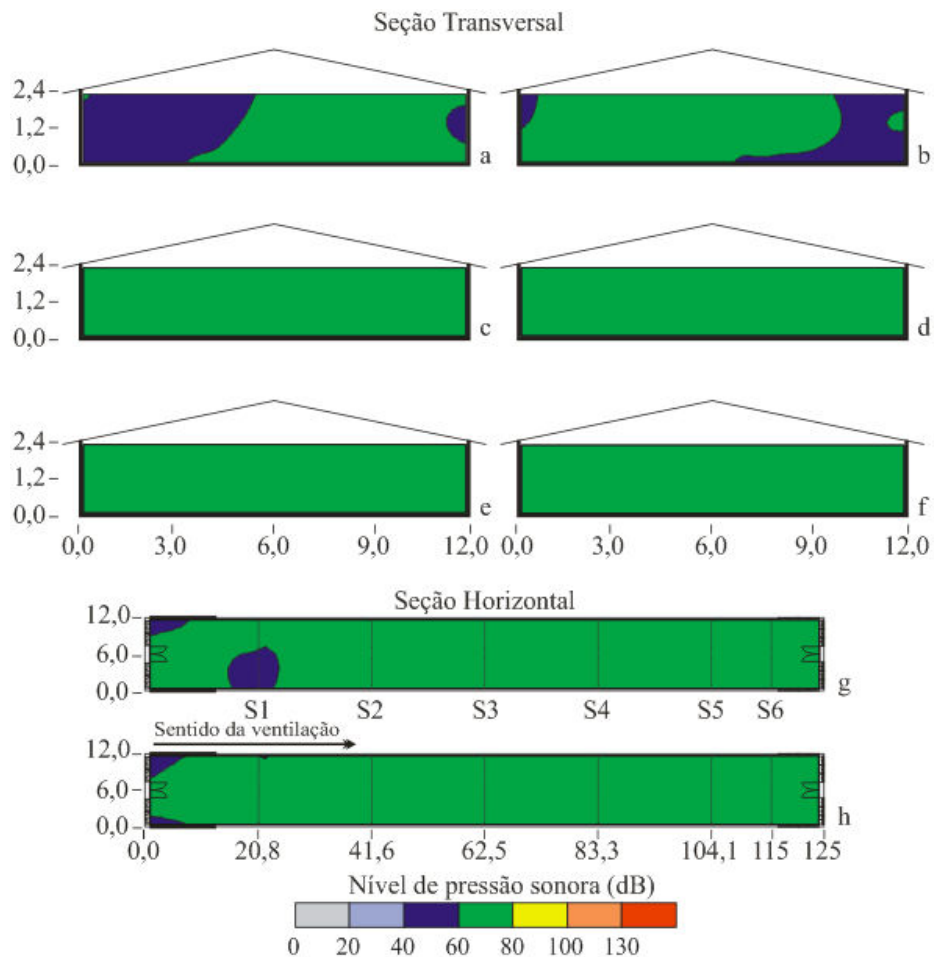 Seção Transversal
2,4
1,2
0,0
a
b
2,4
1,2
0,0
c
d
2,4
1,2
0,0
e
f
0,0 3,0 6,0 9,0 12,0 0,0 3,0 6,0 9,0 12,0
Seção Horizontal
12,0
6,0
0,0
g
S1 S2 S3 S4 S5 S6
Sentido da ventilação
12,0
6,0
0,0
h
0,0 20,8 41,6 62,5 83,3 104,1 115 125
Nível de pressão sonora (dB)
0 20 40 60 80 100 130